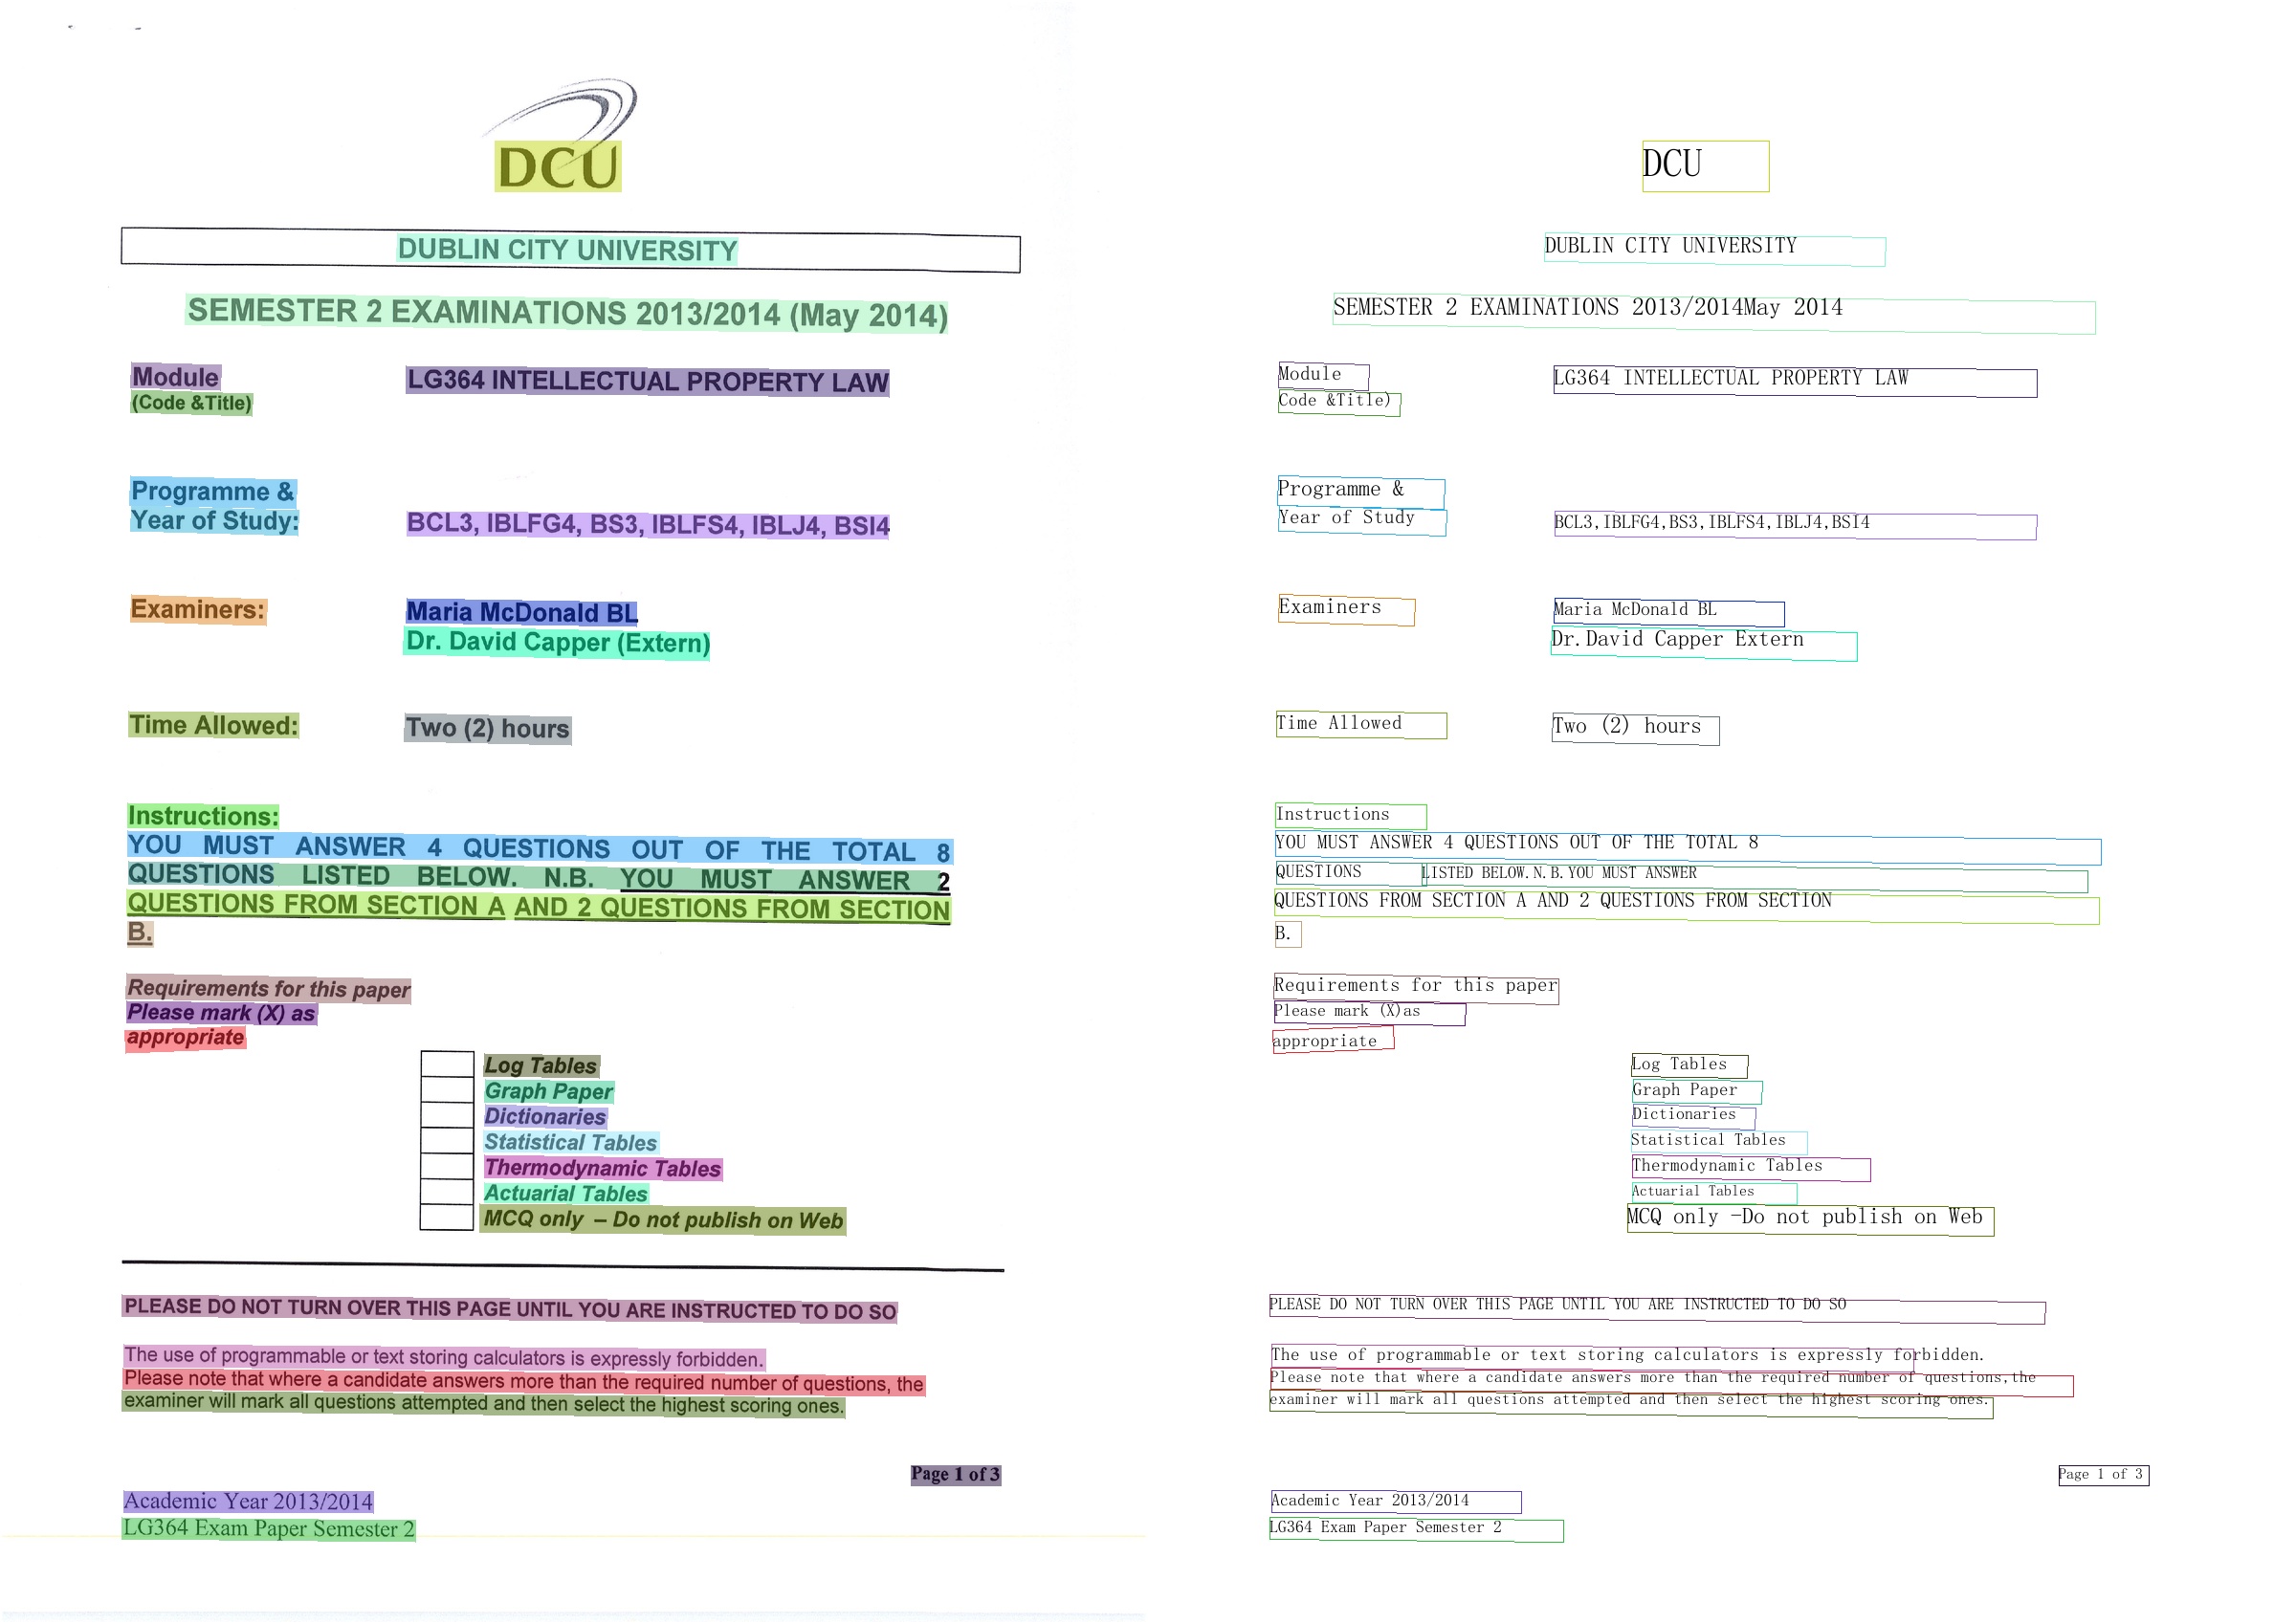 DCU
DUBLIN CITY UNIVERSITY
SEMESTER 2 EXAMINATIONS 2013/2014 (May 2014)
Module
LG364 INTELLECTUAL PROPERTY LAW
(Code &Title)
Programme &
Year of Study:
BCL3, IBLFG4, BS3, IBLFS4, IBLJ4, BSI4
Examiners:
Maria McDonald BL
Dr. David Capper (Extern)
Time Allowed:
Two (2) hours
Instructions:
YOU MUST ANSWER 4 QUESTIONS OUT OF THE TOTAL 8
QUESTIONS LISTED BELOW. N.B. YOU MUST ANSWER 2
QUESTIONS FROM SECTION A AND 2 QUESTIONS FROM SECTION
B.
Requirements for this paper
Please mark (X) as
appropriate
Log Tables
Graph Paper
Dictionaries
Statistical Tables
Thermodynamic Tables
Actuarial Tables
MCQ only – Do not publish on Web
PLEASE DO NOT TURN OVER THIS PAGE UNTIL YOU ARE INSTRUCTED TO DO SO
The use of programmable or text storing calculators is expressly forbidden.
Please note that where a candidate answers more than the required number of questions, the
examiner will mark all questions attempted and then select the highest scoring ones.
Page 1 of 3
Academic Year 2013/2014
LG364 Exam Paper Semester 2
DCU
DUBLIN CITY UNIVERSITY
SEMESTER 2 EXAMINATIONS 2013/2014May 2014
Module
LG364 INTELLECTUAL PROPERTY LAW
Code &Title)
Programme &
Year of Study
BCL3,IBLFG4,BS3,IBLFS4,IBLJ4,BSI4
Examiners
Maria McDonald BL
Dr.David Capper Extern
Time Allowed
Two (2) hours
Instructions
YOU MUST ANSWER 4 QUESTIONS OUT OF THE TOTAL 8
QUESTIONS LISTED BELOW.N.B.YOU MUST ANSWER
QUESTIONS FROM SECTION A AND 2 QUESTIONS FROM SECTION
B.
Requirements for this paper
Please mark (X)as
appropriate
Log Tables
Graph Paper
Dictionaries
Statistical Tables
Thermodynamic Tables
Actuarial Tables
MCQ only –Do not publish on Web
PLEASE DO NOT TURN OVER THIS PAGE UNTIL YOU ARE INSTRUCTED TO DO SO
The use of programmable or text storing calculators is expressly forbidden.
Please note that where a candidate answers more than the required number of questions,the
examiner will mark all questions attempted and then select the highest scoring ones.
Page 1 of 3
Academic Year 2013/2014
LG364 Exam Paper Semester 2